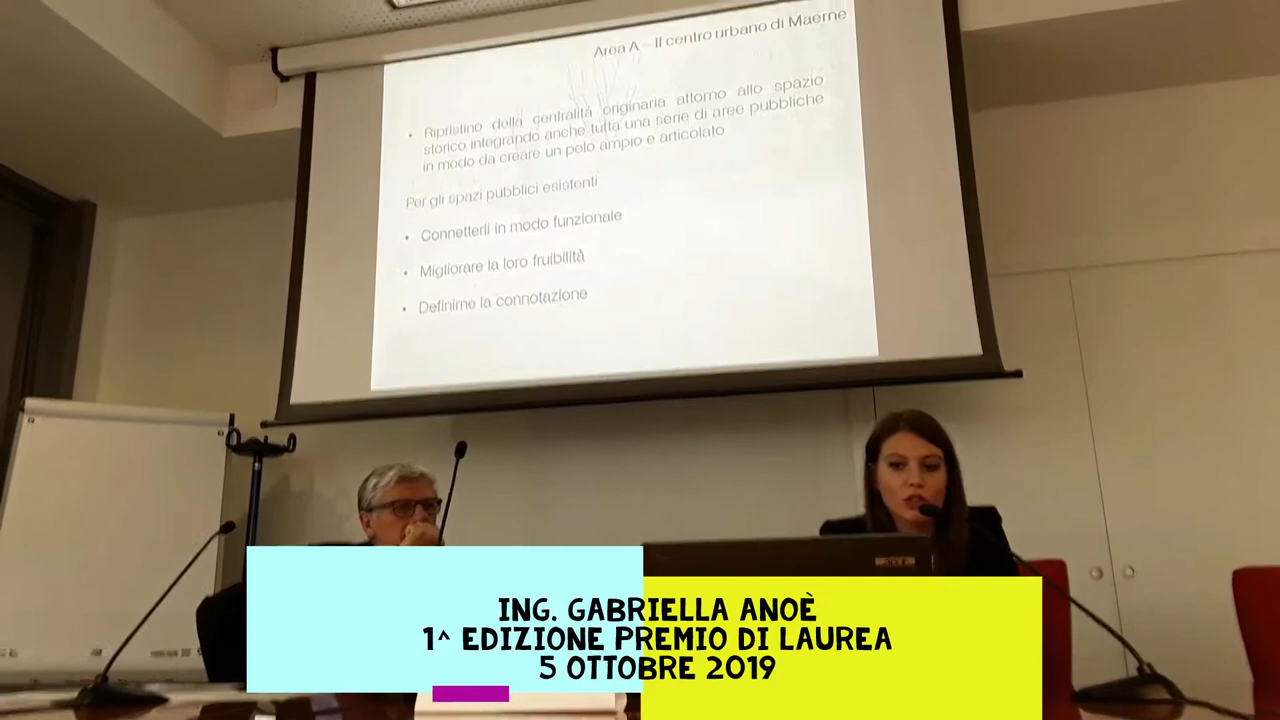 Area A - Il centro urbano di Maerne
• Ripristino della centralità originaria attorno allo spazio
storico integrando anche tutta una serie di aree pubbliche
in modo da creare un polo ampio e articolato
Per gli spazi pubblici esistenti
• Connetterli in modo funzionale
• Migliorare la loro fruibilità
• Definirne la connotazione
acer
ING. GABRIELLA ANOÈ
1^ EDIZIONE PREMIO DI LAUREA
5 OTTOBRE 2019